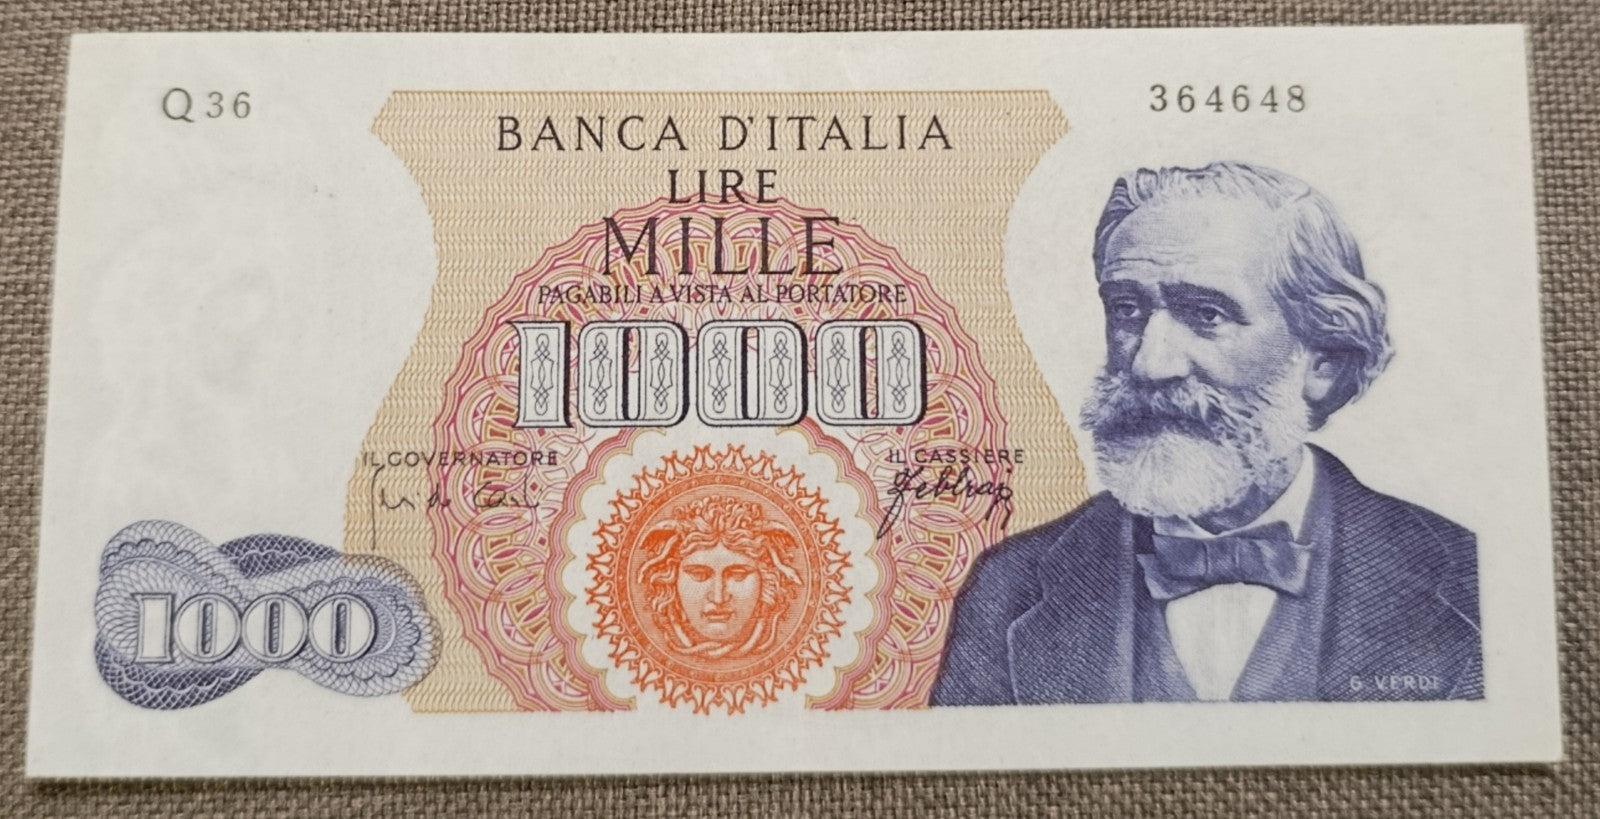 Q 36
364648
BANCA D'ITALIA
LIRE
MILLE
PAGABILI A VISTA AL PORTATORE
1000
IL GOVERNATORE
IL CASSIERE
1000
G. VERDI